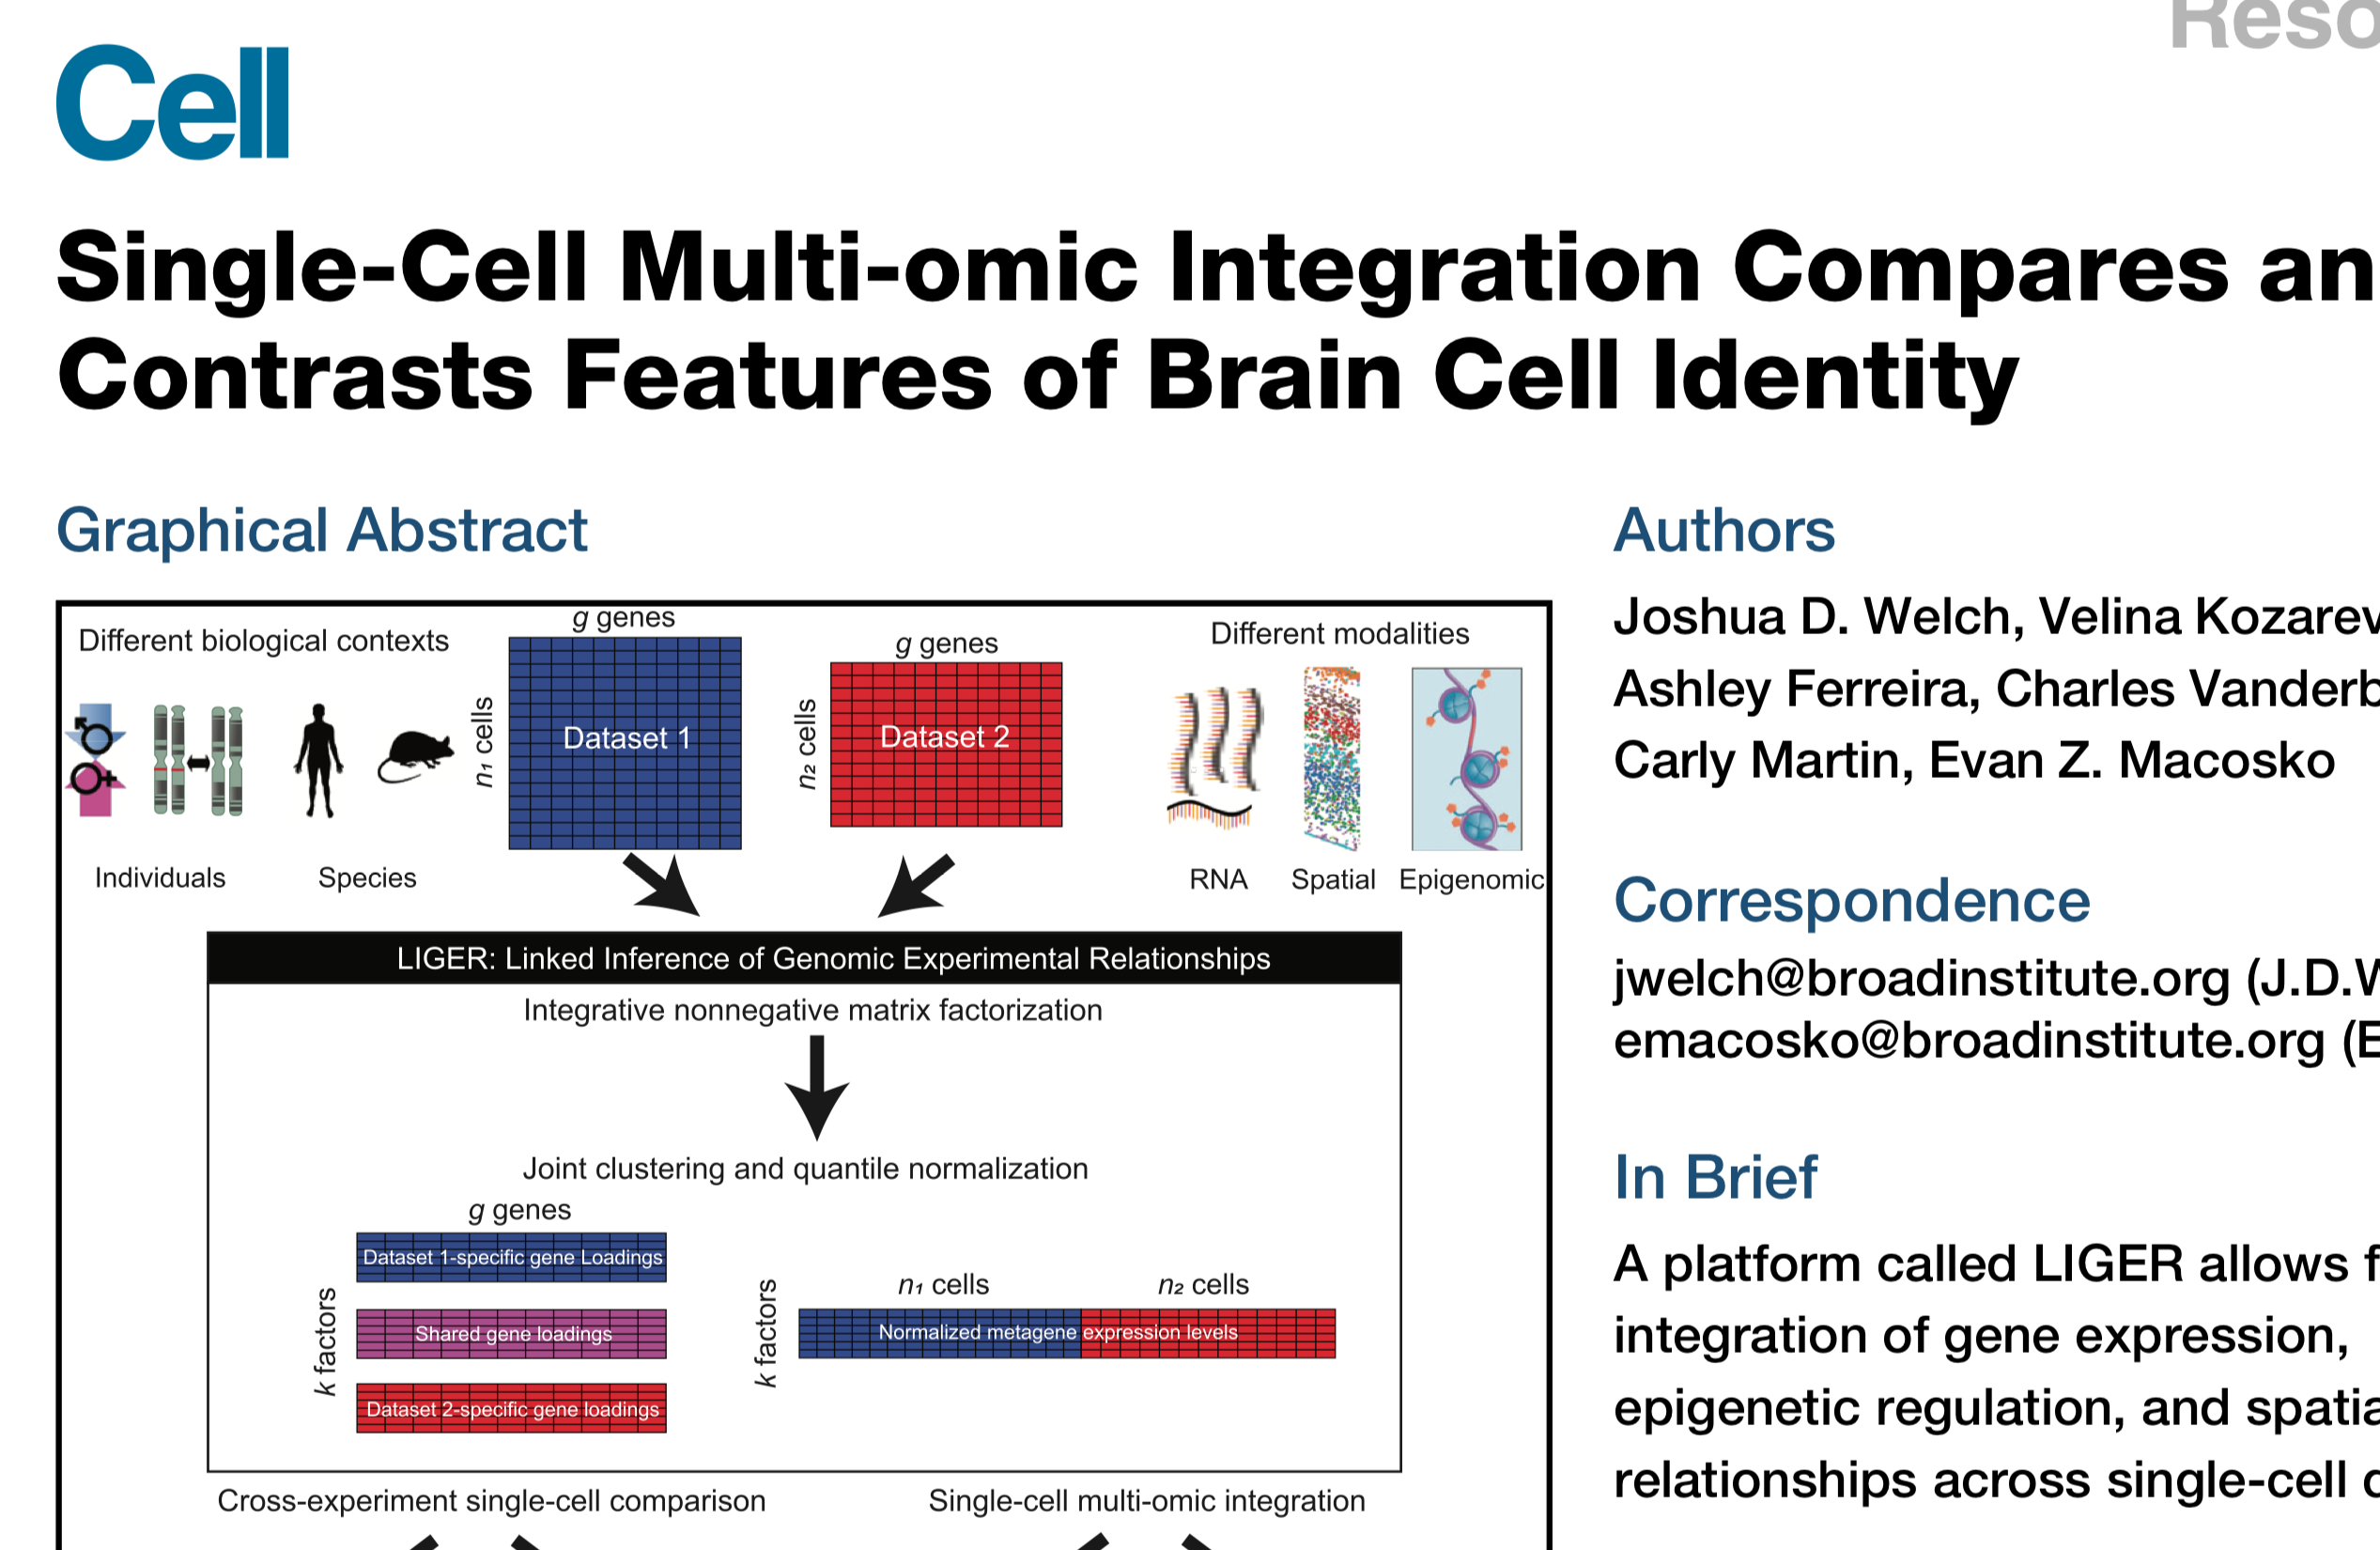 Cell
Single-Cell Multi-omic Integration Compares
Contrasts Features of Brain Cell Identity
Graphical Abstract
Different biological contexts
Individuals
Species
g genes
n₁ cells
Dataset 1
g genes
n₂ cells
Dataset 2
Different modalities
RNA
Spatial
Epigenomic
LIGER: Linked Inference of Genomic Experimental Relationships
Integrative nonnegative matrix factorization
Joint clustering and quantile normalization
g genes
k factors
Dataset 1-specific gene Loadings
Shared gene loadings
Dataset 2-specific gene loadings
k factors
n₁ cells
n₂ cells
Normalized metagene expression levels
Cross-experiment single-cell comparison
Single-cell multi-omic integration
Authors
Joshua D. Welch, Velina Kozarev
Ashley Ferreira, Charles
Carly Martin, Evan Z. Macosko
Correspondence
jwelch@broadinstitute.org (J.D.W
emacosko@broadinstitute.org (E
In Brief
A platform called LIGER allows
integration of gene expression,
epigenetic regulation, and
relationships across single-cell